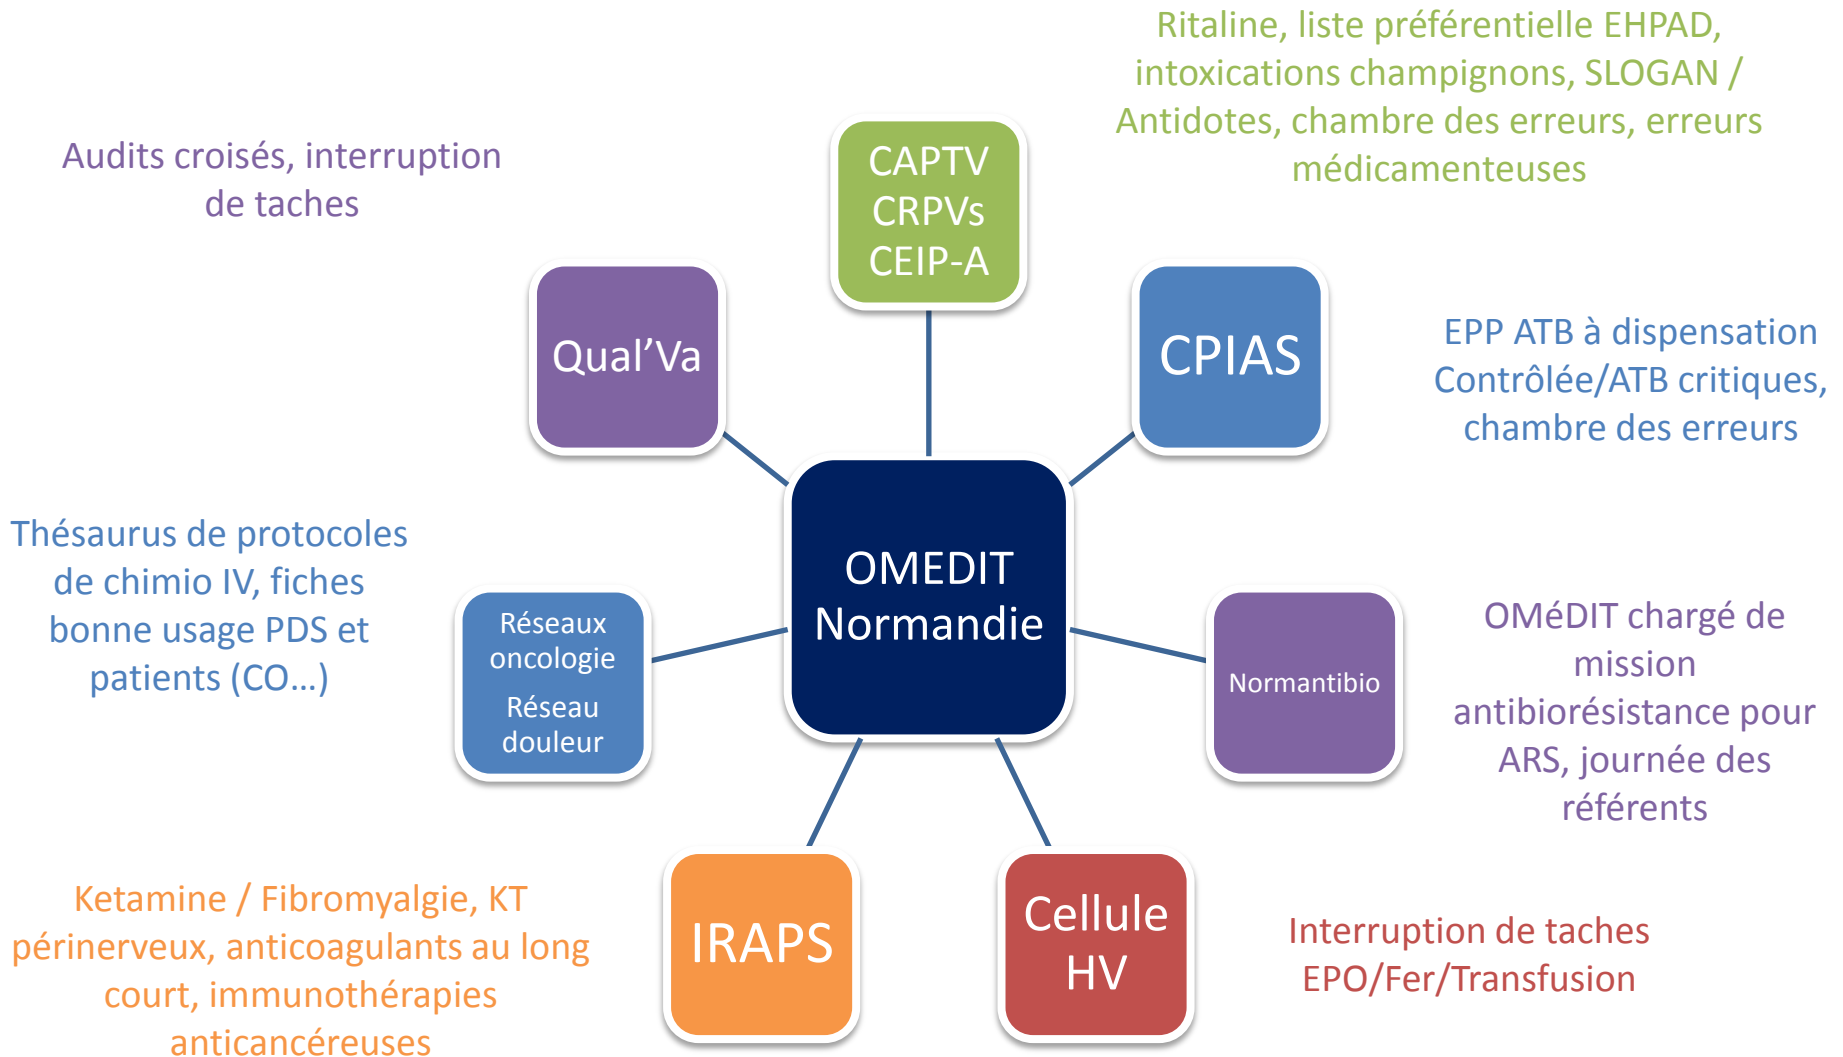 Ritaline, liste préférentielle EHPAD,
intoxications champignons, SLOGAN /
Antidotes, chambre des erreurs, erreurs
médicamenteuses
Audits croisés, interruption
de taches
CAPTV
CRPVs
CEIP-A
Qual’Va
CPIAS
EPP ATB à dispensation
Contrôlée/ATB critiques,
chambre des erreurs
OMEDIT
Normandie
Thésaurus de protocoles
de chimio IV, fiches
bonne usage PDS et
patients (CO…)
Réseaux
oncologie
Réseau
douleur
Normantibio
OMéDIT chargé de
mission
antibiorésistance pour
ARS, journée des
référents
Ketamine / Fibromyalgie, KT
périnerveux, anticoagulants au long
court, immunothérapies
anticancéreuses
IRAPS
Cellule
HV
Interruption de taches
EPO/Fer/Transfusion